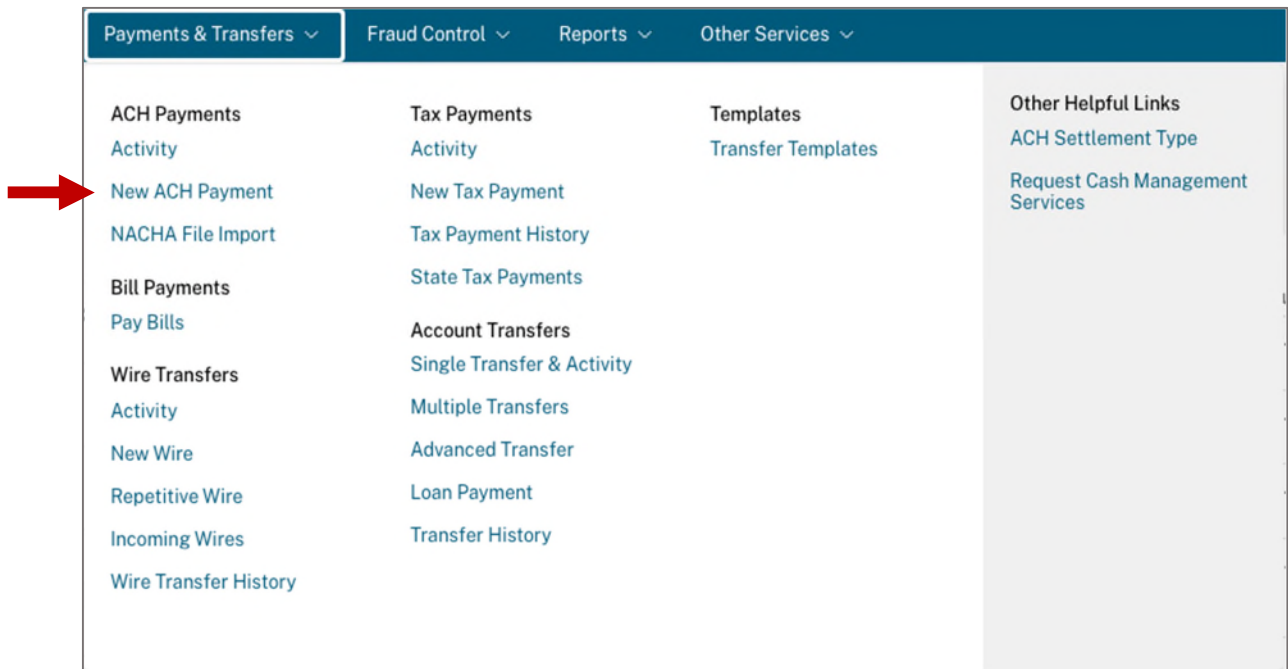 Payments & Transfers
Fraud Control
Reports
Other Services
ACH Payments
Activity
New ACH Payment
NACHA File Import
Bill Payments
Pay Bills
Wire Transfers
Activity
New Wire
Repetitive Wire
Incoming Wires
Wire Transfer History
Tax Payments
Activity
New Tax Payment
Tax Payment History
State Tax Payments
Account Transfers
Single Transfer & Activity
Multiple Transfers
Advanced Transfer
Loan Payment
Transfer History
Templates
Transfer Templates
Other Helpful Links
ACH Settlement Type
Request Cash Management
Services